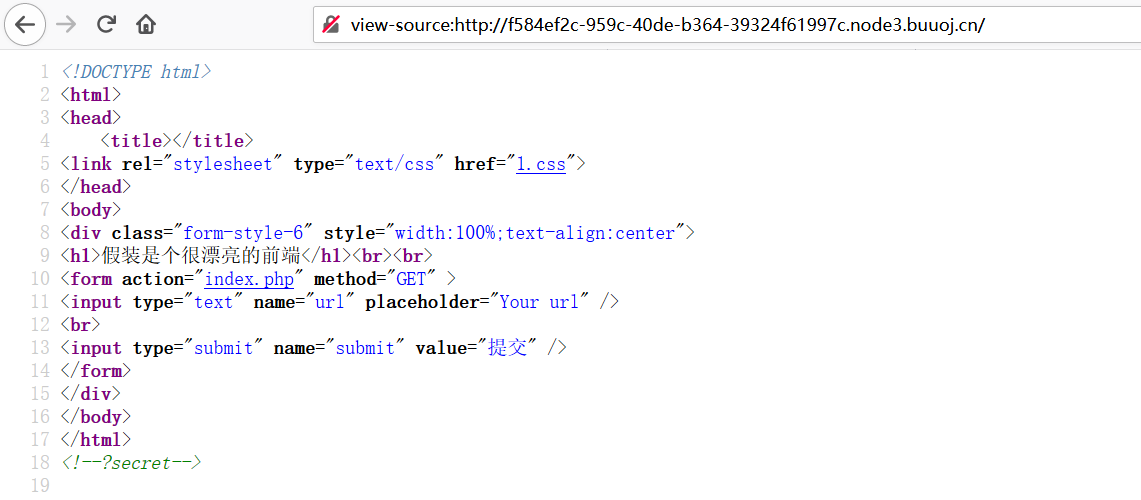 view-source:http://f584ef2c-959c-40de-b364-39324f61997c.node3.buuoj.cn/
1 <!DOCTYPE html>
2 <html>
3 <head>
4 <title></title>
5 <link rel="stylesheet" type="text/css" href="1.css">
6 </head>
7 <body>
8 <div class="form-style-6" style="width:100%;text-align:center">
9 <h1>假装是个很漂亮的前端</h1><br><br>
10 <form action="index.php" method="GET" >
11 <input type="text" name="url" placeholder="Your url" />
12 <br>
13 <input type="submit" name="submit" value="提交" />
14 </form>
15 </div>
16 </body>
17 </html>
18 <!--?secret-->
19